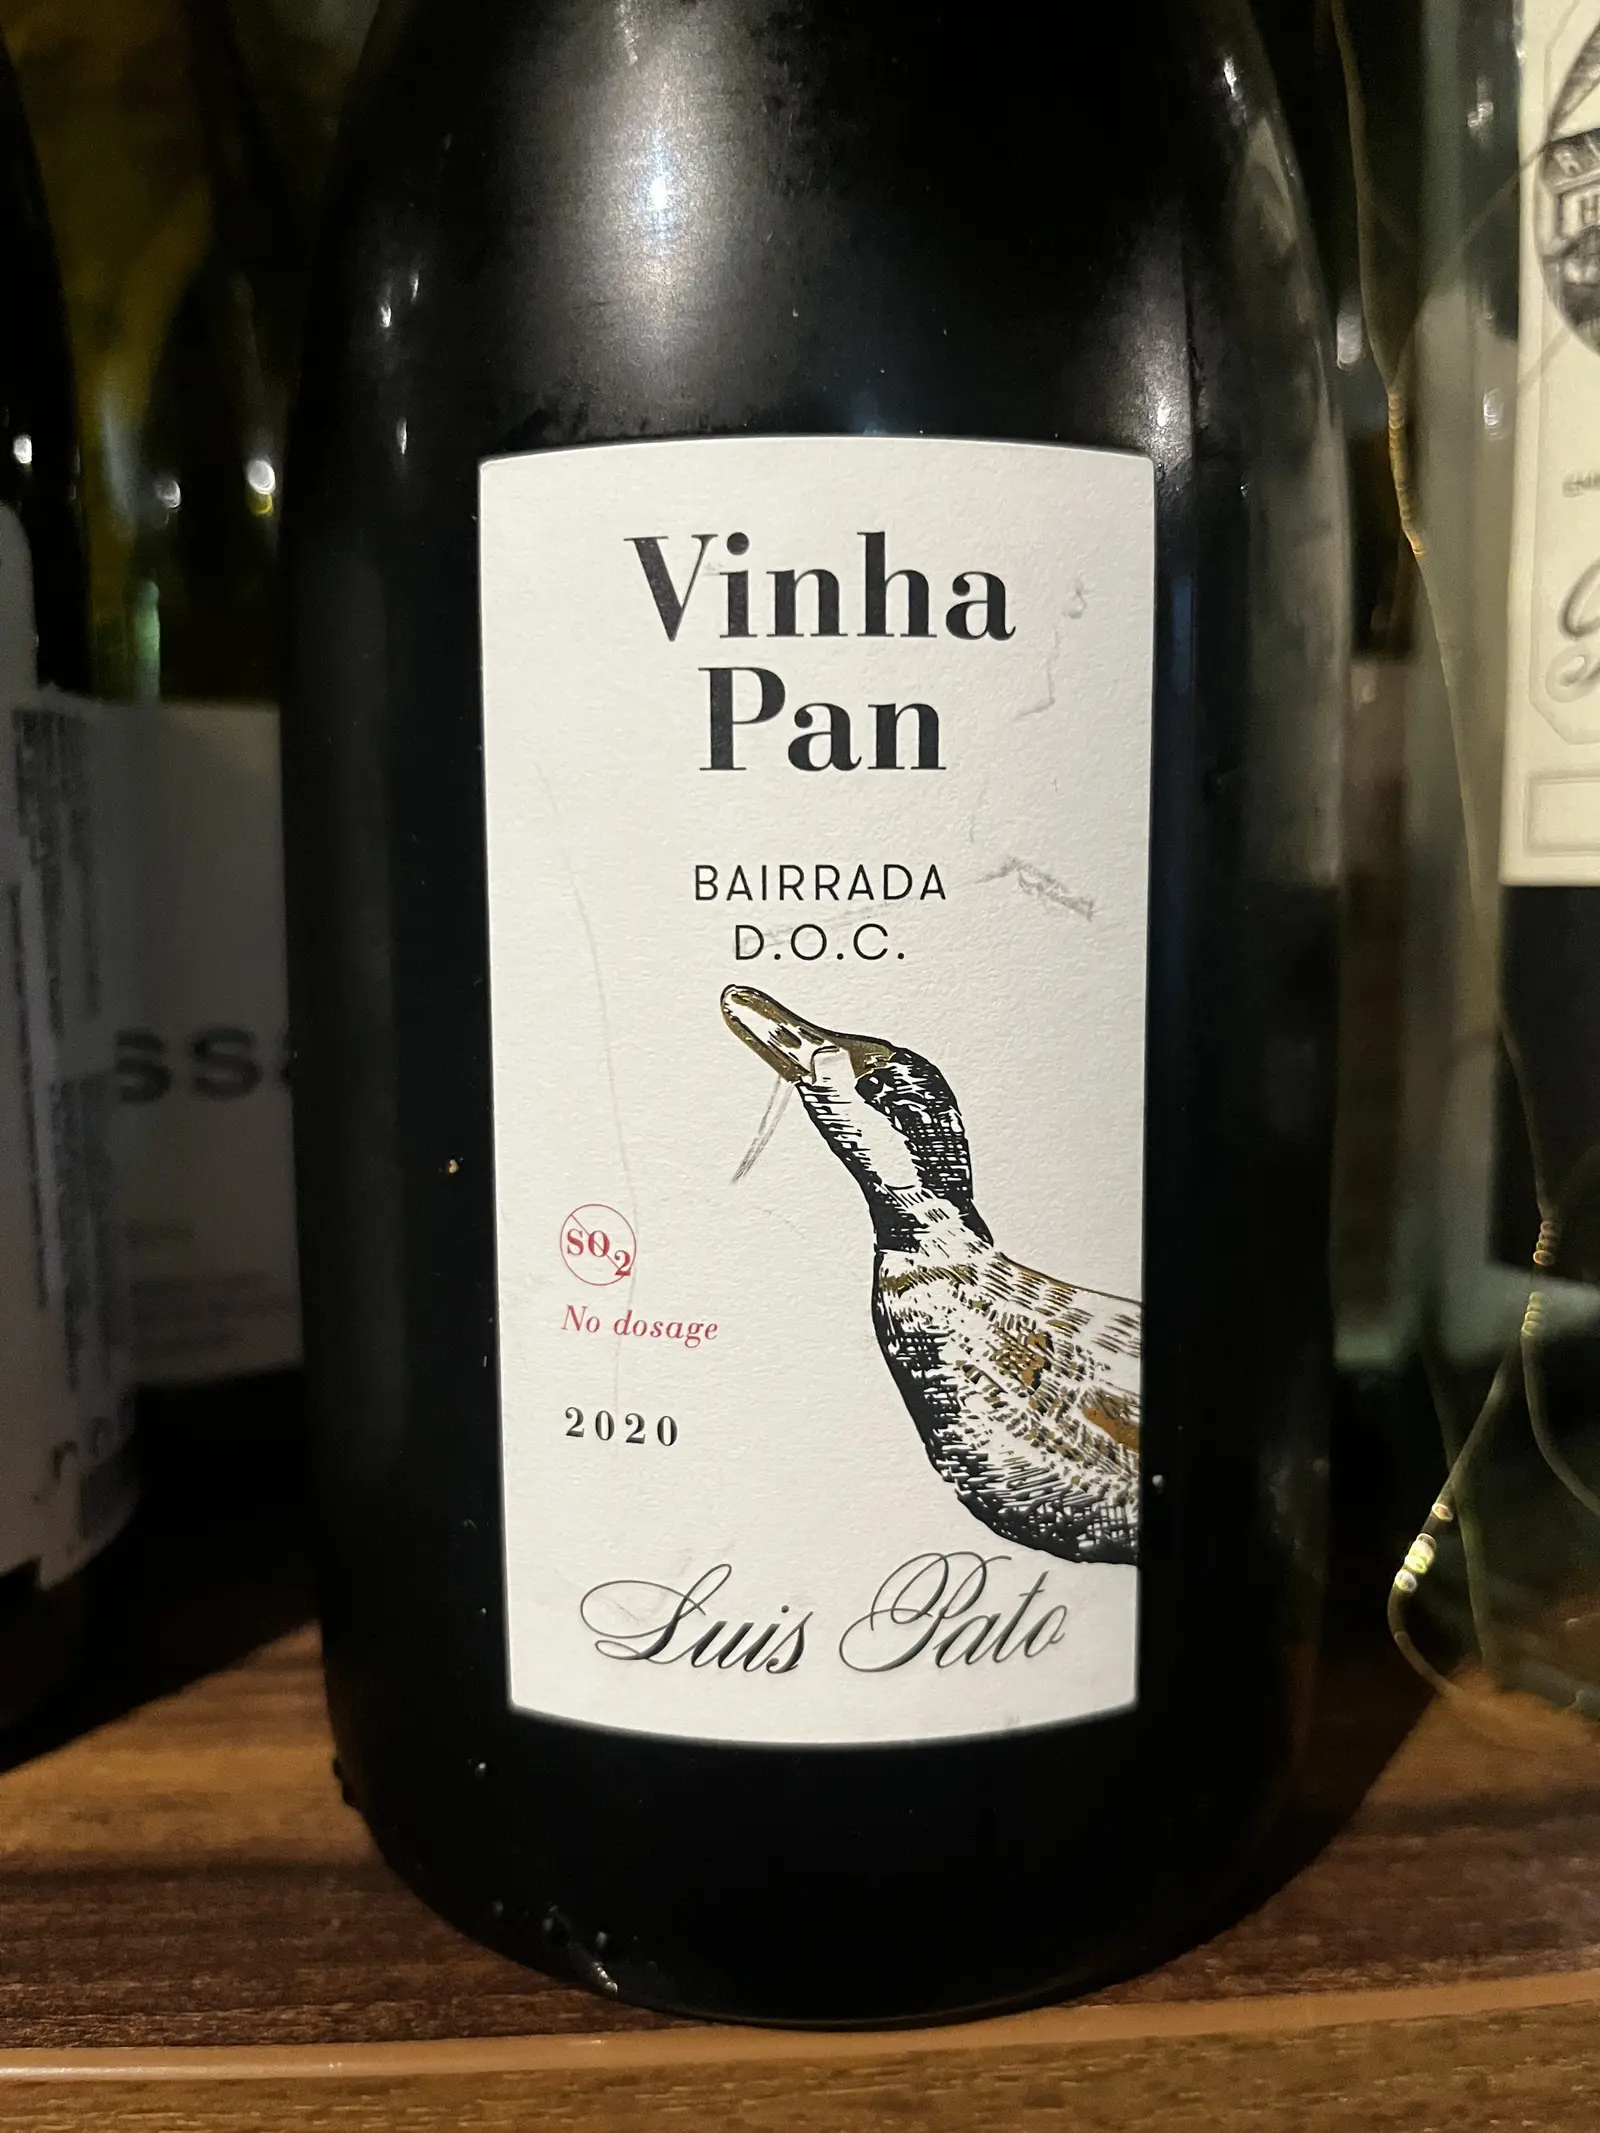 Vinha
Pan
BAIRRADA
D.O.C.
SO2
No dosage
2020
Luis Pato